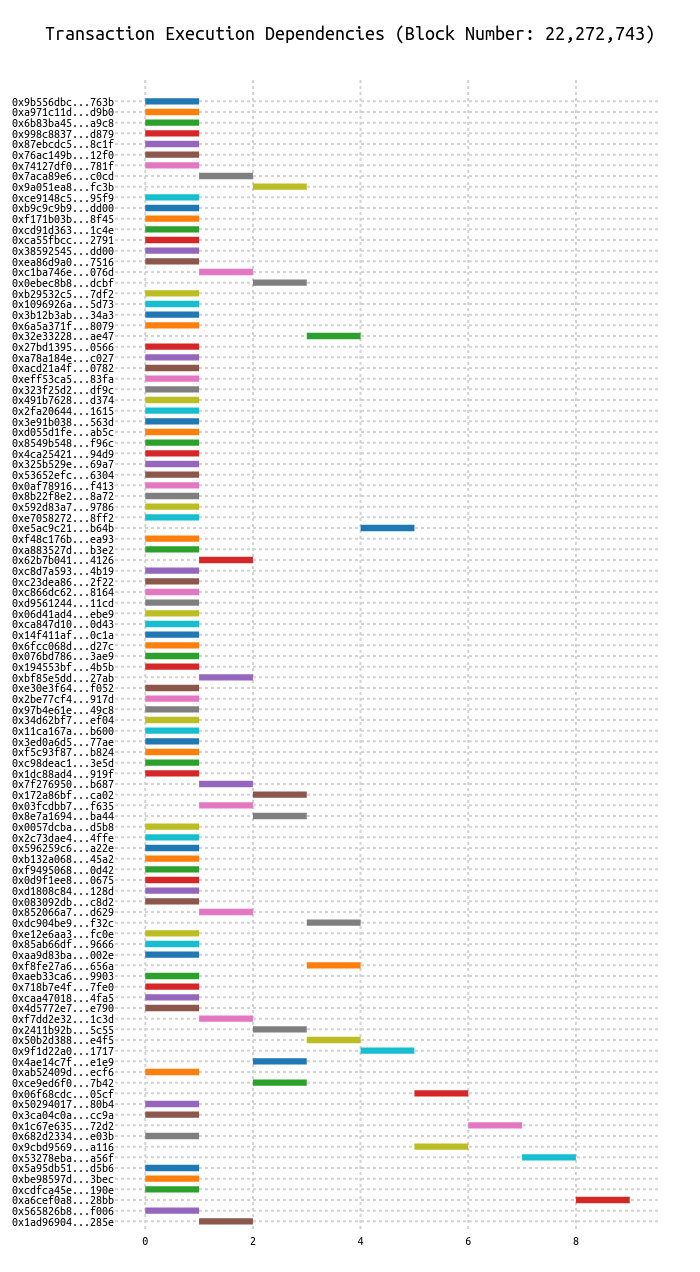 Transaction Execution Dependencies (Block Number: 22,272,743)
0x9b556dbc...763b
0xa971c11d...d9b0
0x6b83ba45...a9c8
0x998c8837...d879
0x87ebcdc5...8c1f
0x76ac149b...12f0
0x74127df0...781f
0x7aca89e6...c0cd
0x9a051ea8...fc3b
0xce9148c5...95f9
0xb9c9c9b9...dd00
0xf171b03b...8f45
0xcd91d363...1c4e
0xca55fbcc...2791
0x38592545...dd00
0xea86d9a0...7516
0xc1ba746e...076d
0x0ebec8b8...dcbf
0xb29532c5...7df2
0x1096926a...5d73
0x3b12b3ab...34a3
0x6a5a371f...8079
0x32e33228...ae47
0x27bd1395...0566
0xa78a184e...c027
0xacd21a4f...0782
0xeff53ca5...83fa
0x323f25d2...df9c
0x491b7628...d374
0x2fa20644...1615
0x3e91b038...563d
0xd055d1fe...ab5c
0x8549b548...f96c
0x4ca25421...94d9
0x325b529e...69a7
0x53652efc...6304
0x0af78916...f413
0x8b22f8e2...8a72
0x592d83a7...9786
0xe7058272...8ff2
0xe5ac9c21...b64b
0xf48c176b...ea93
0xa883527d...b3e2
0x62b7b041...4126
0xc8d7a593...4b19
0xc23dea86...2f22
0xc866dc62...8164
0xd9561244...11cd
0x06d41ad4...ebe9
0xca847d10...0d43
0x14f411af...0c1a
0x6fcc068d...d27c
0x076bd786...3ae9
0x194553bf...4b5b
0xbf85e5dd...27ab
0xe30e3f64...f052
0x2be77cf4...917d
0x97b4e61e...49c8
0x34d62bf7...ef04
0x11ca167a...b600
0x3ed0a6d5...77ae
0xf5c93f87...b824
0xc98deac1...3e5d
0x1dc88ad4...919f
0x7f276950...b687
0x172a86bf...ca02
0x03fcdbb7...f635
0x8e7a1694...ba44
0x0057dcba...d5b8
0x2c73dae4...4ffe
0x596259c6...a22e
0xb132a068...45a2
0xf9495068...0d42
0x0d9f1ee8...0675
0xd1808c84...128d
0x083092db...c8d2
0x852066a7...d629
0xdc904be9...f32c
0xe12e6aa3...fc0e
0x85ab66df...9666
0xaa9d83ba...002e
0xf8fe27a6...656a
0xaeb33ca6...9903
0x718b7e4f...7fe0
0xcaa47018...4fa5
0x4d5772e7...e790
0xf7dd2e32...1c3d
0x2411b92b...5c55
0x50b2d388...e4f5
0x9f1d22a0...1717
0x4ae14c7f...e1e9
0xab52409d...ecf6
0xce9ed6f0...7b42
0x06f68cdc...05cf
0x50294017...80b4
0x3ca04c0a...cc9a
0x1c67e635...72d2
0x682d2334...e03b
0x9cbd9569...a116
0x53278eba...a56f
0x5a95db51...d5b6
0xbe98597d...3bec
0xcdfca45e...190e
0xa6cef0a8...28bb
0x565826b8...f006
0x1ad96904...285e
0 2 4 6 8